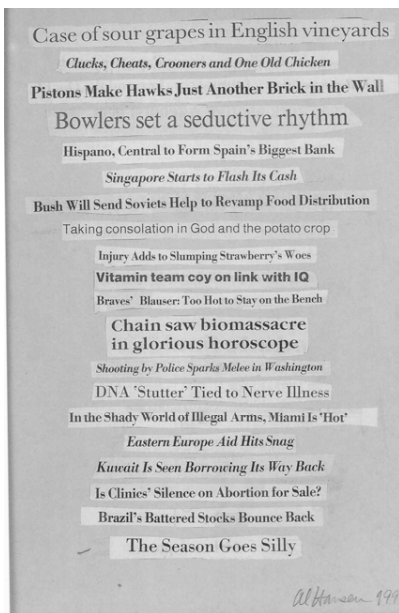 Case of sour grapes in English vineyards
Clucks, Cheats, Crooners and One Old Chicken
Pistons Make Hawks Just Another Brick in the Wall
Bowlers set a seductive rhythm
Hispano, Central to Form Spain's Biggest Bank
Singapore Starts to Flash Its Cash
Bush Will Send Soviets Help to Revamp Food Distribution
Taking consolation in God and the potato crop
Injury Adds to Slumping Strawberry's Woes
Vitamin team coy on link with IQ
Braves' Blauser: Too Hot to Stay on the Bench
Chain saw biomassacre
in glorious horoscope
Shooting by Police Sparks Melee in Washington
DNA 'Stutter' Tied to Nerve Illness
In the Shady World of Illegal Arms, Miami Is 'Hot'
Eastern Europe Aid Hits Snag
Kuwait Is Seen Borrowing Its Way Back
Is Clinics' Silence on Abortion for Sale?
Brazil's Battered Stocks Bounce Back
The Season Goes Silly
Al Hansen